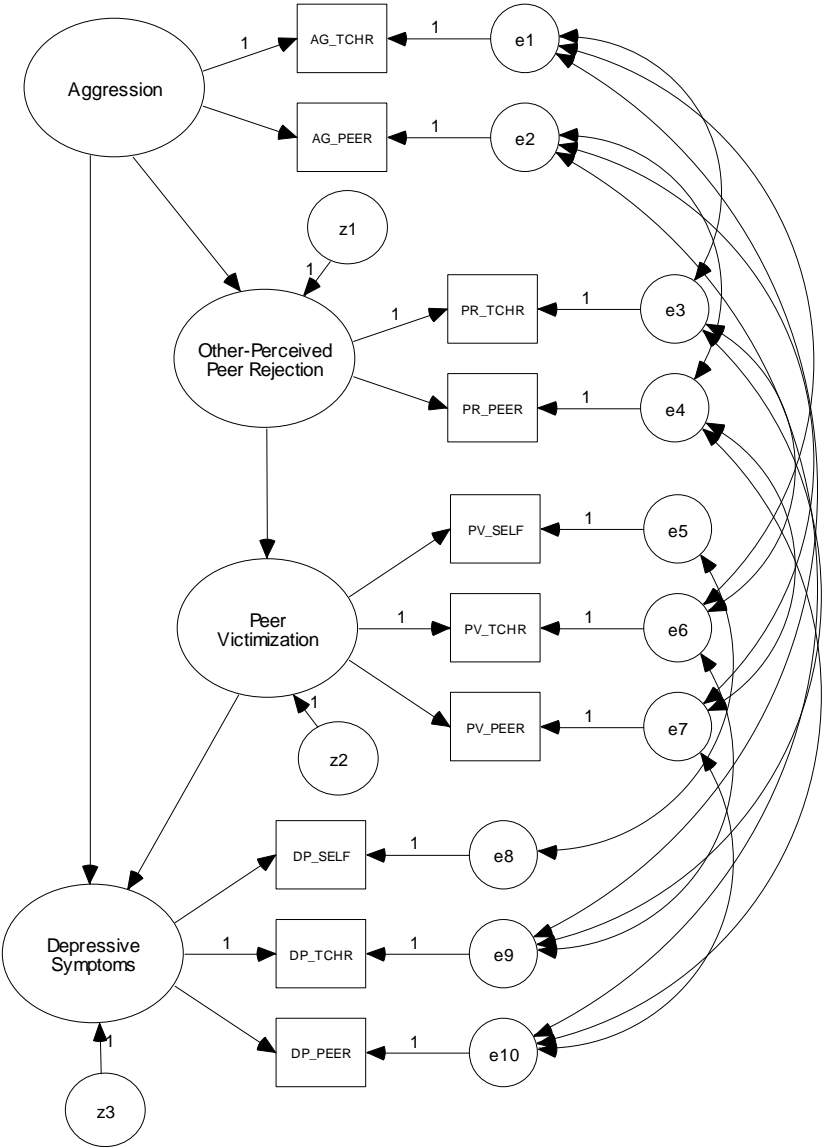 1
AG_TCHR
1
e1
Aggression
1
e2
AG_PEER
z1
1
1
PR_TCHR
1
e3
Other-Perceived
Peer Rejection
PR_PEER
1
e4
PV_SELF
1
e5
Peer
Victimization
1
PV_TCHR
1
e6
1
PV_PEER
1
e7
z2
DP_SELF
1
e8
Depressive
Symptoms
1
DP_TCHR
1
e9
1
DP_PEER
1
e10
z3